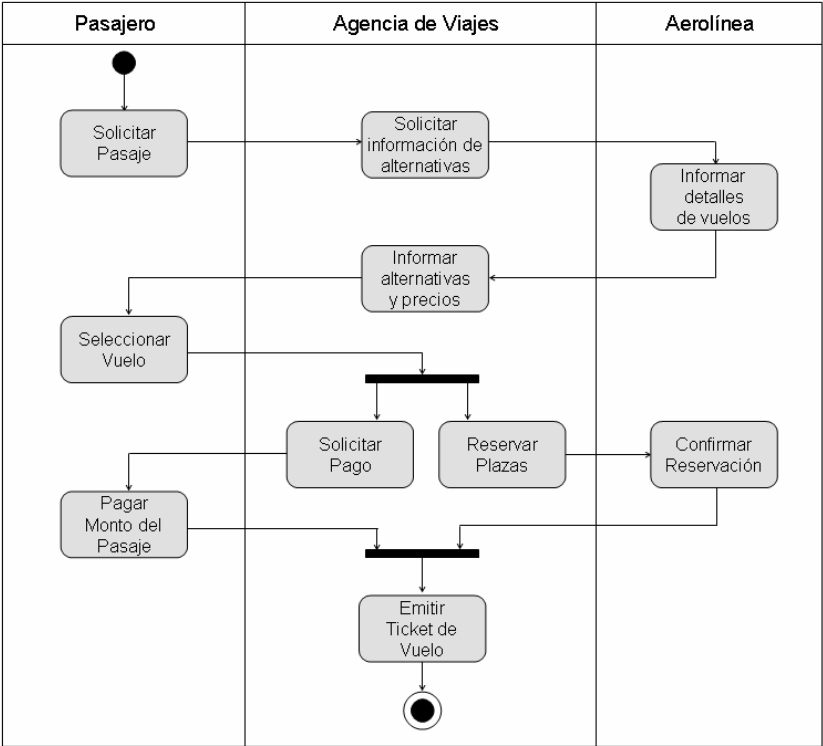 Pasajero
Agencia de Viajes
Aerolínea
Solicitar
Pasaje
Solicitar
información de
alternativas
Informar
detalles
de vuelos
Informar
alternativas
y precios
Seleccionar
Vuelo
Solicitar
Pago
Reservar
Plazas
Confirmar
Reservación
Pagar
Monto del
Pasaje
Emitir
Ticket de
Vuelo